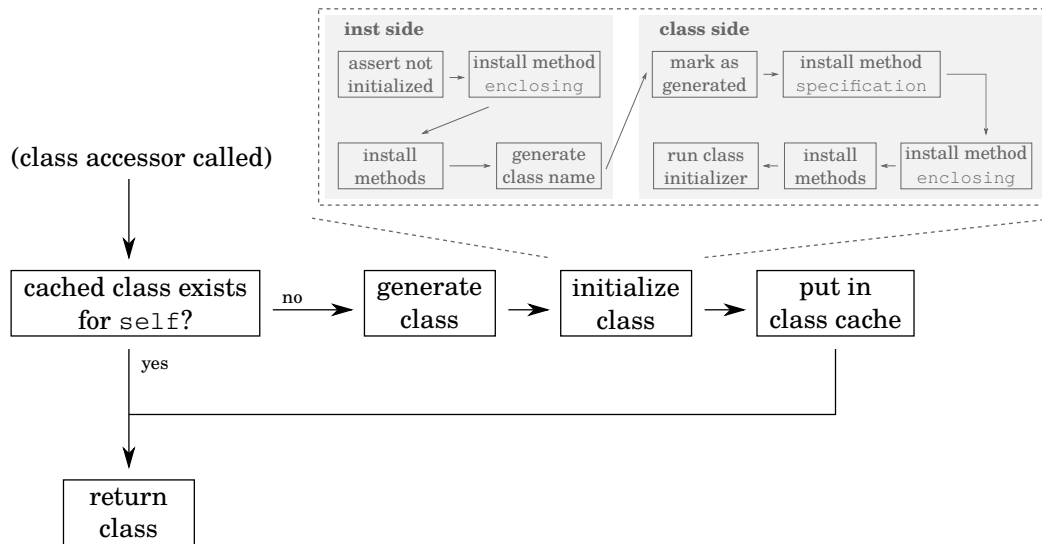 inst side
class side
assert not
initialized
install method
enclosing
mark as
generated
install method
specification
install
methods
generate
class name
run class
initializer
install
methods
install method
enclosing
(class accessor called)
cached class exists
for self?
no
generate
class
initialize
class
put in
class cache
yes
return
class